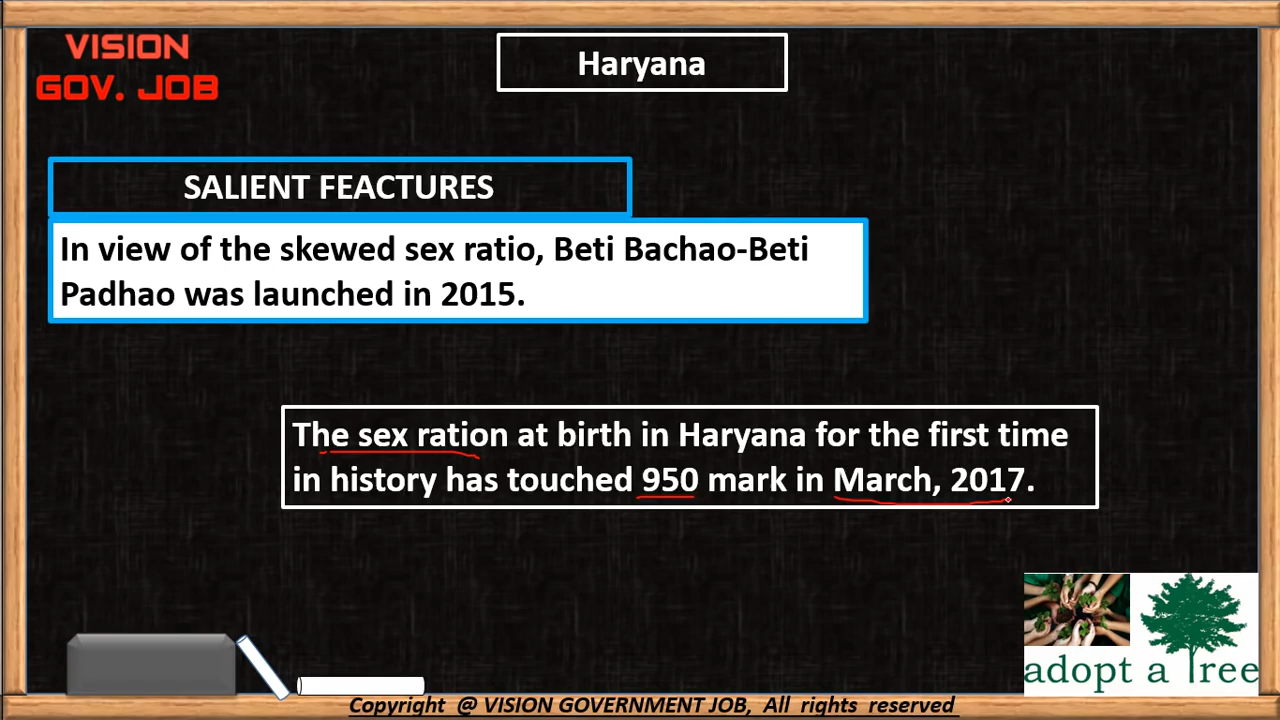 VISION
GOV. JOB
Haryana
SALIENT FEACTURES
In view of the skewed sex ratio, Beti Bachao-Beti
Padhao was launched in 2015.
The sex ration at birth in Haryana for the first time
in history has touched 950 mark in March, 2017.
adopt a Tree
Copyright @ VISION GOVERNMENT JOB, All rights reserved